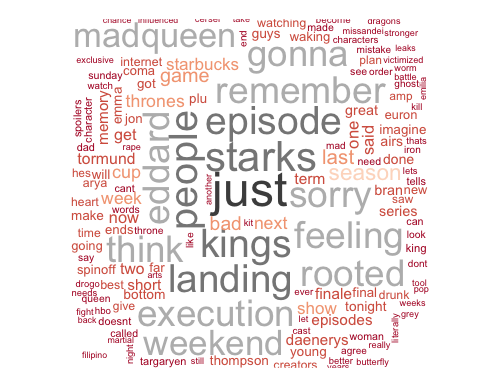 chance influenced cersei take become dragons
madqueen end guys watching made missandei stronger
gonna waking characters
mistake leaks
exclusive internet starbucks plan victimized
sunday coma game remember see order worm
watch got battle ghost
spoilers character memory emma thrones plu amp kill emilia
eddard people episode great euron
dad rape jon get one said imagine thats
tormund starks last airs iron
mad need done lets
hes will cup cant another just term season tells
arya bran new
heart week words sorry saw
make now bad kit next series
time ends throne like feeling can
going think kings look
say king
spinoff two far landing rooted dont
drogo best short arts tool
needs bottom ever finale final drunk pop
queen give execution show tonight weeks
fight hbo let episodes literally grey
back doesnt called weekend cast daenerys woman
martial night young agree really
filipino targaryen still thompson creators years better butterfly